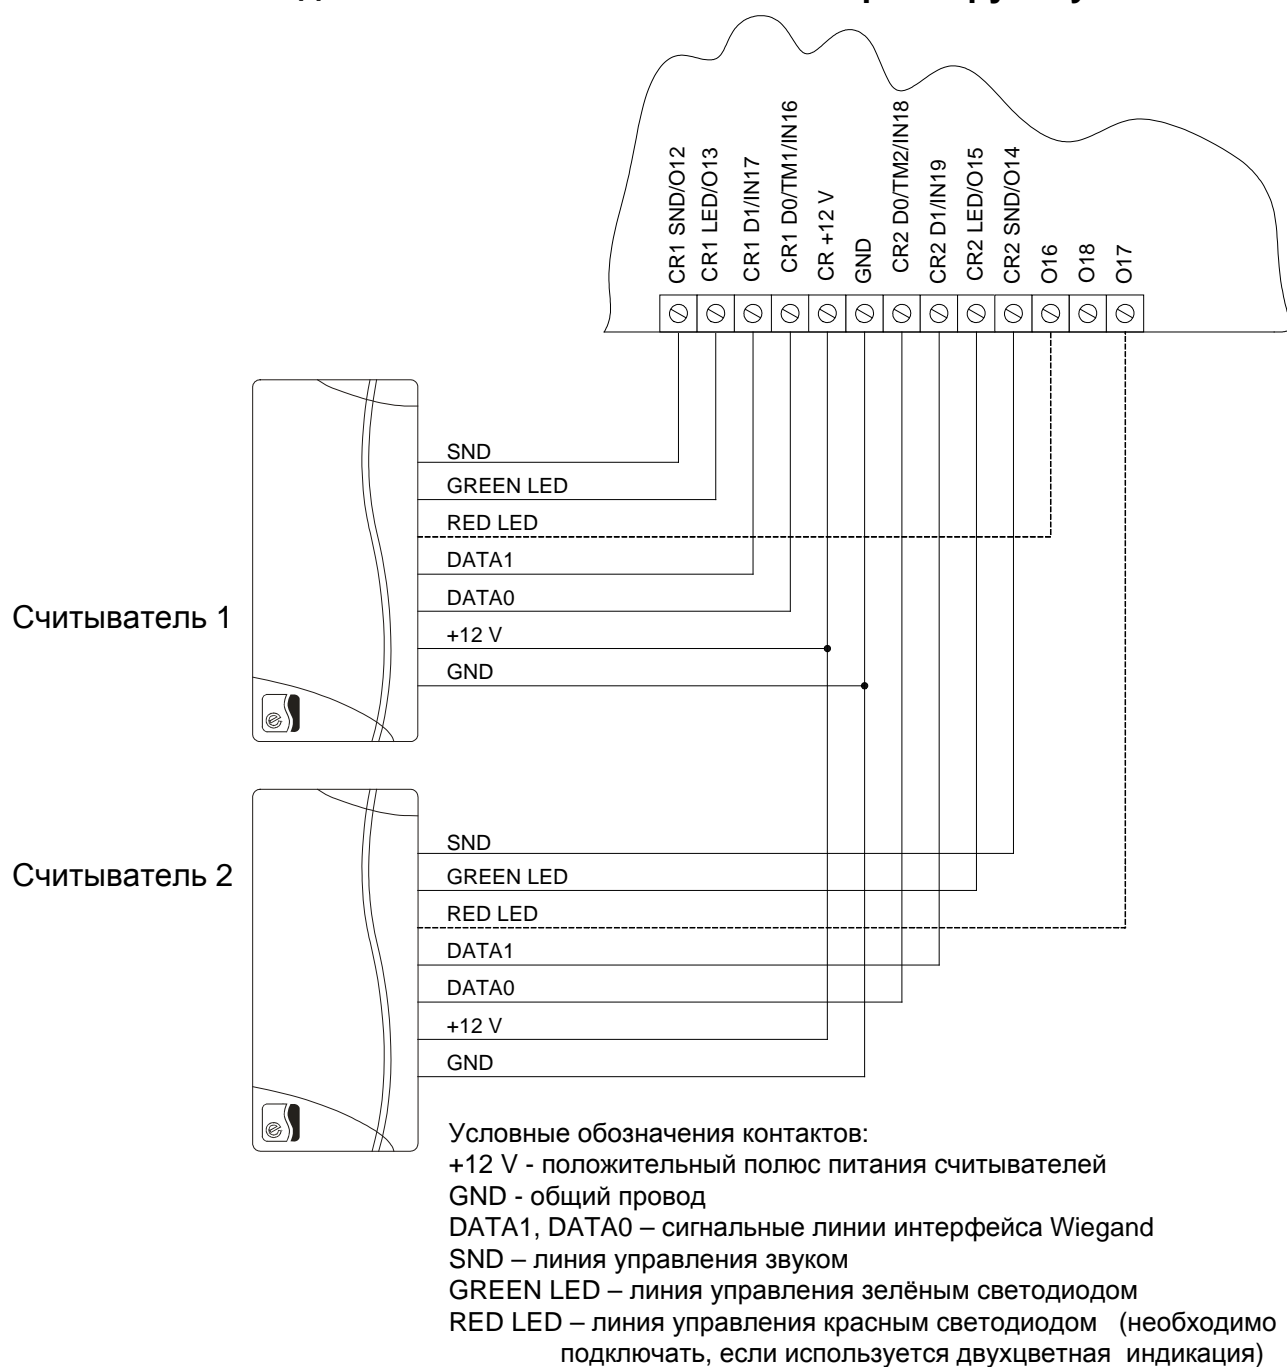 CR1 SND/O12
CR1 LED/O13
CR1 D1/IN17
CR1 D0/TM1/IN16
CR +12 V
GND
CR2 D0/TM2/IN18
CR2 D1/IN19
CR2 LED/O15
CR2 SND/O14
O16
O18
O17
Считыватель 1
SND
GREEN LED
RED LED
DATA1
DATA0
+12 V
GND
e
Считыватель 2
SND
GREEN LED
RED LED
DATA1
DATA0
+12 V
GND
e
Условные обозначения контактов:
+12 V - положительный полюс питания считывателей
GND - общий провод
DATA1, DATA0 – сигнальные линии интерфейса Wiegand
SND – линия управления звуком
GREEN LED – линия управления зелёным светодиодом
RED LED – линия управления красным светодиодом (необходимо
подключать, если используется двухцветная индикация)